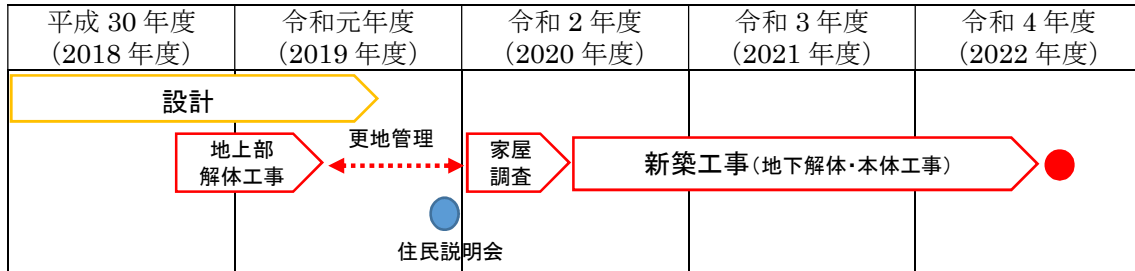 平成 30 年度
(2018 年度)
令和元年度
(2019 年度)
令和 2 年度
(2020 年度)
令和 3 年度
(2021 年度)
令和 4 年度
(2022 年度)
設計
地上部
解体工事
更地管理
家屋
調査
新築工事(地下解体・本体工事)
住民説明会